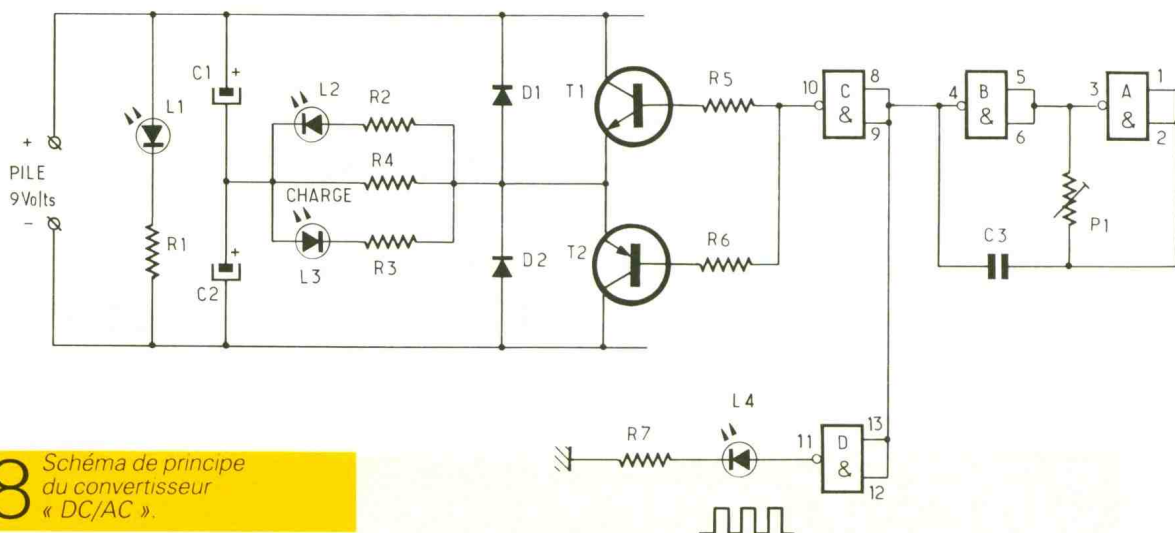 C1 +
L1
L2
R2
D1
T1
R5
10
C
&
8
9
4
B
&
5
6
3
A
&
1
2
+
PILE
9 Volts
-
R4
CHARGE
R1
C2
+
L3
R3
D2
T2
R6
C3
P1
L4
R7
11
D
&
13
12
8
Schéma de principe
du convertisseur
« DC/AC ».